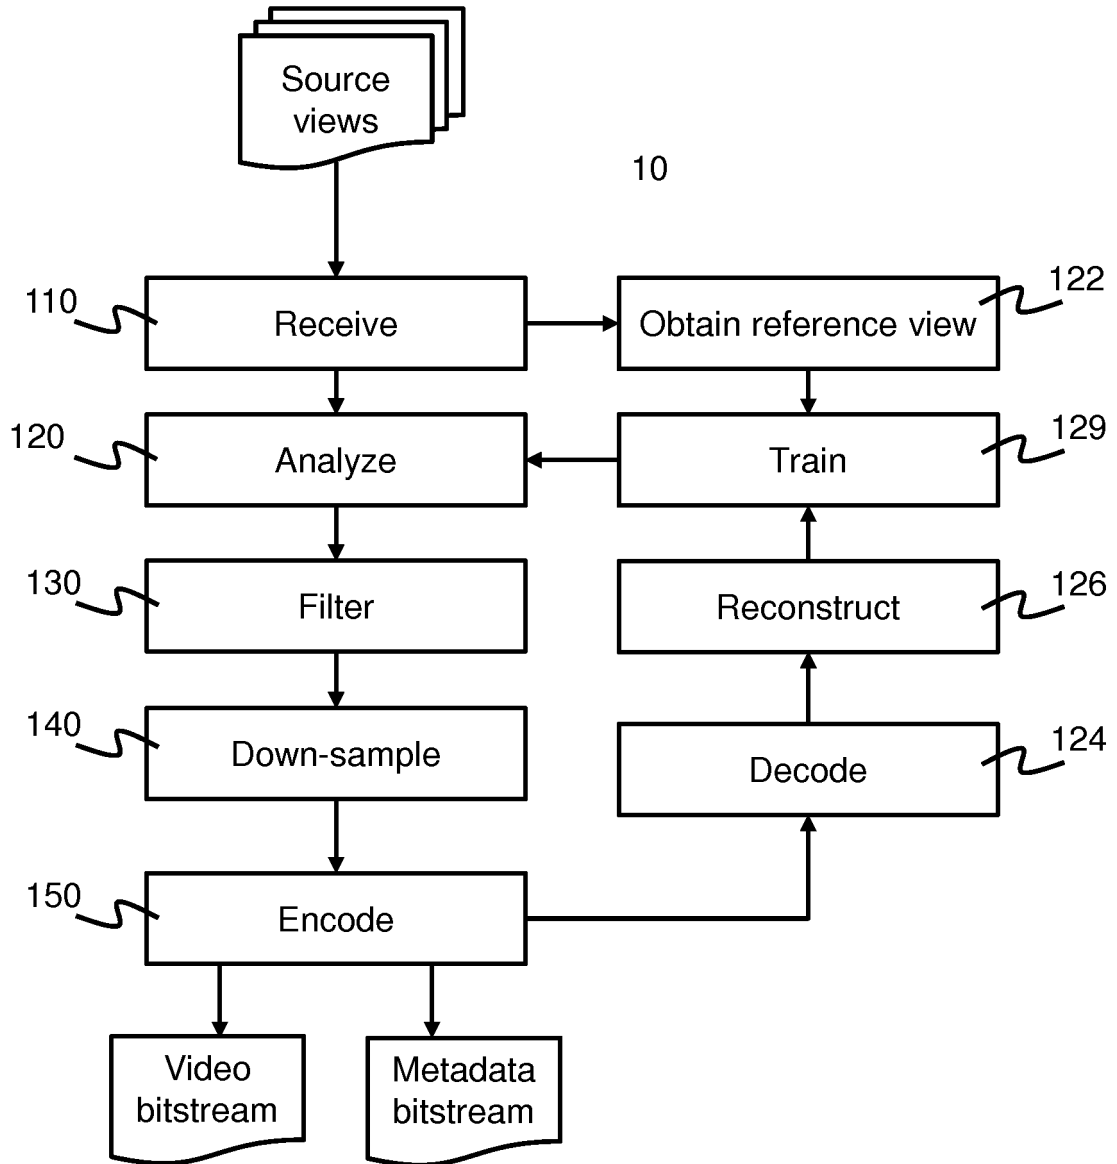 Source
views
10
110
Receive
Obtain reference view
122
120
Analyze
Train
129
130
Filter
Reconstruct
126
140
Down-sample
Decode
124
150
Encode
Video
bitstream
Metadada
bitstream